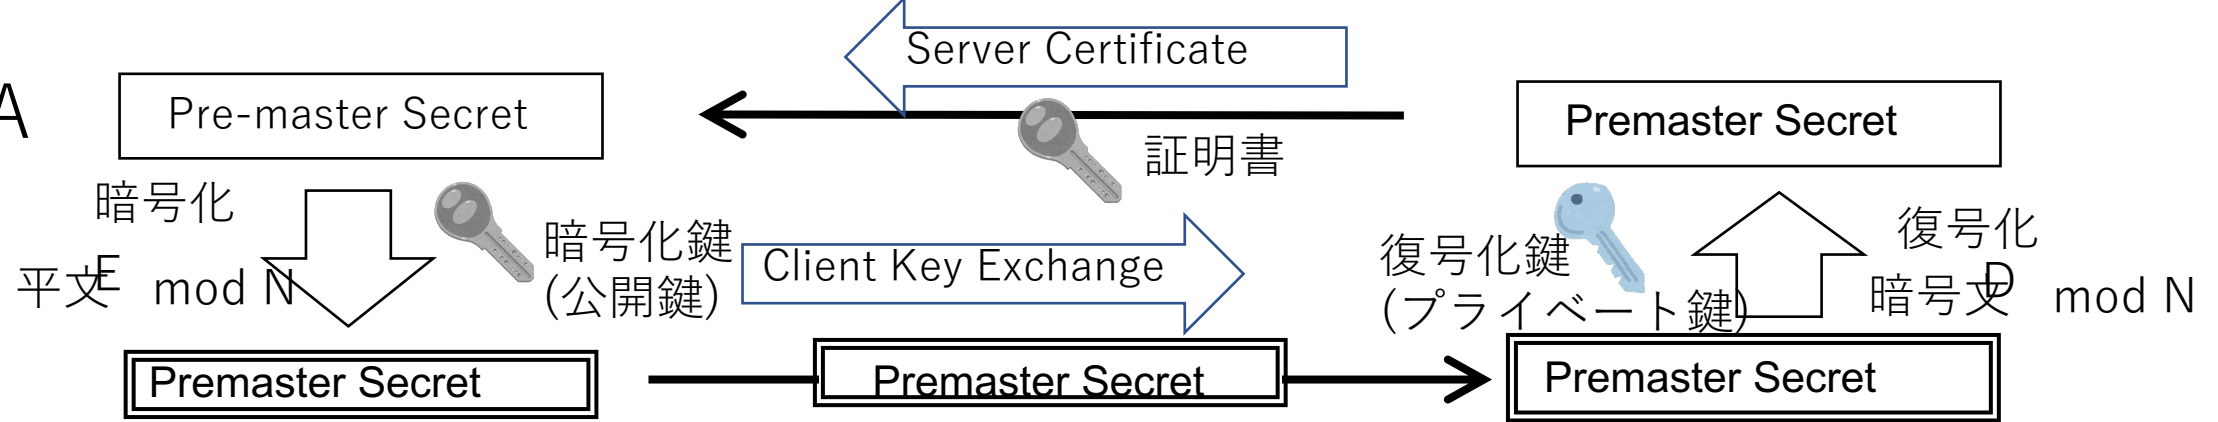 Server Certificate
A
Pre-master Secret
Premaster Secret
証明書
暗号化
平文E mod N
暗号化鍵
(公開鍵)
Client Key Exchange
復号化鍵
(プライベート鍵)
復号化
暗号文D mod N
Premaster Secret
Premaster Secret
Premaster Secret